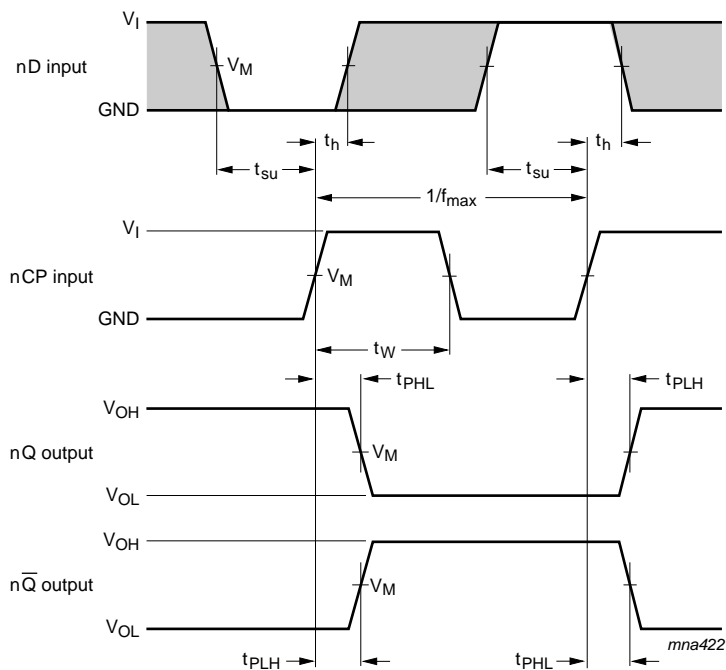 V_I
nD input
V_M
GND
t_h
t_h
t_su
t_su
1/f_max
V_I
nCP input
V_M
GND
t_W
t_PHL
t_PLH
V_OH
nQ output
V_M
V_OL
V_OH
nQ̅ output
V_M
V_OL
mna422
t_PLH
t_PHL